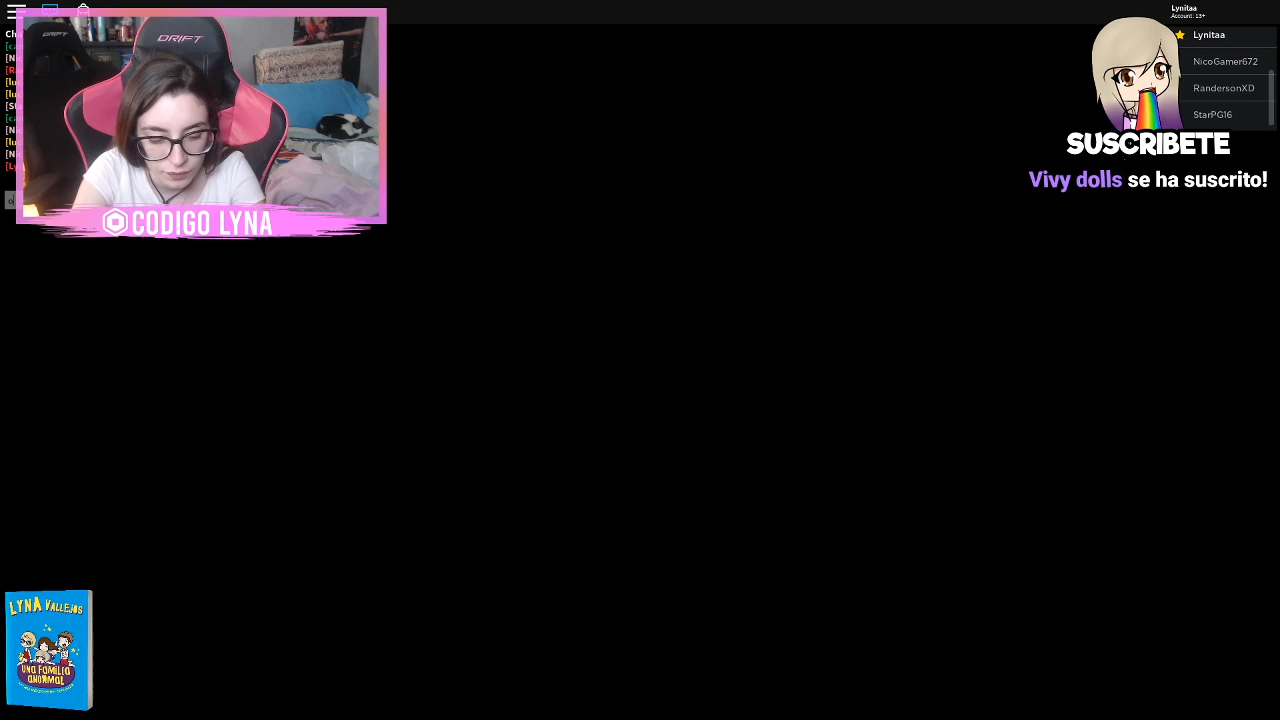 Lynitaa
Account: 13+
Lynitaa
NicoGamer672
RandersonXD
StarPG16
SUSCRIBETE
Vivy dolls se ha suscrito!
DRIFT
DRIFT
CODIGO LYNA
LYNA VALLEJOS
UNA FAMILIA
ANORMAL